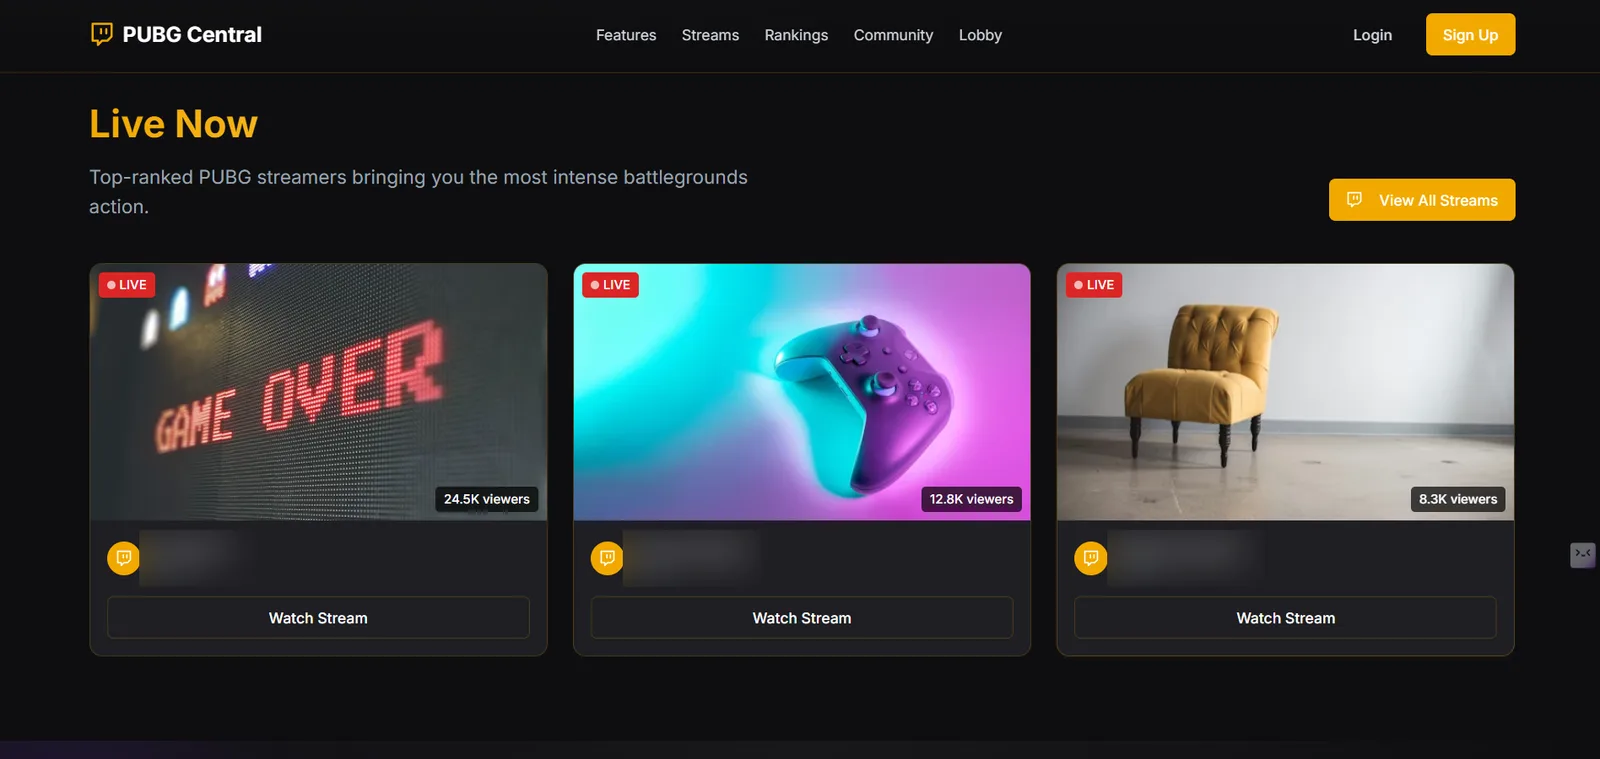 PUBG Central
Features
Streams
Rankings
Community
Lobby
Login
Sign Up
Live Now
Top-ranked PUBG streamers bringing you the most intense battlegrounds
action.
View All Streams
LIVE
GAME OVER
24.5K viewers
Watch Stream
LIVE
12.8K viewers
Watch Stream
LIVE
8.3K viewers
Watch Stream